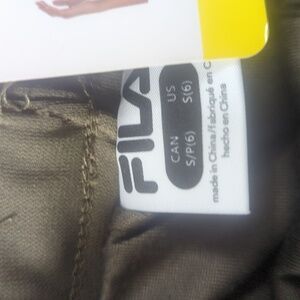 FILA
CAN US
S/P(6) S(6)
made in China/fabriqué en C
hecho en China